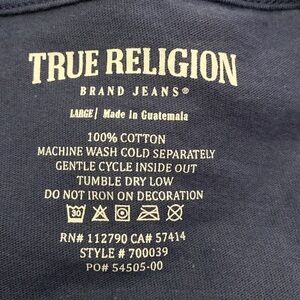 TRUE RELIGION
BRAND JEANS®
LARGE | Made in Guatemala
100% COTTON
MACHINE WASH COLD SEPARATELY
GENTLE CYCLE INSIDE OUT
TUMBLE DRY LOW
DO NOT IRON ON DECORATION
30
RN# 112790 CA# 57414
STYLE # 700039
PO# 54505-00